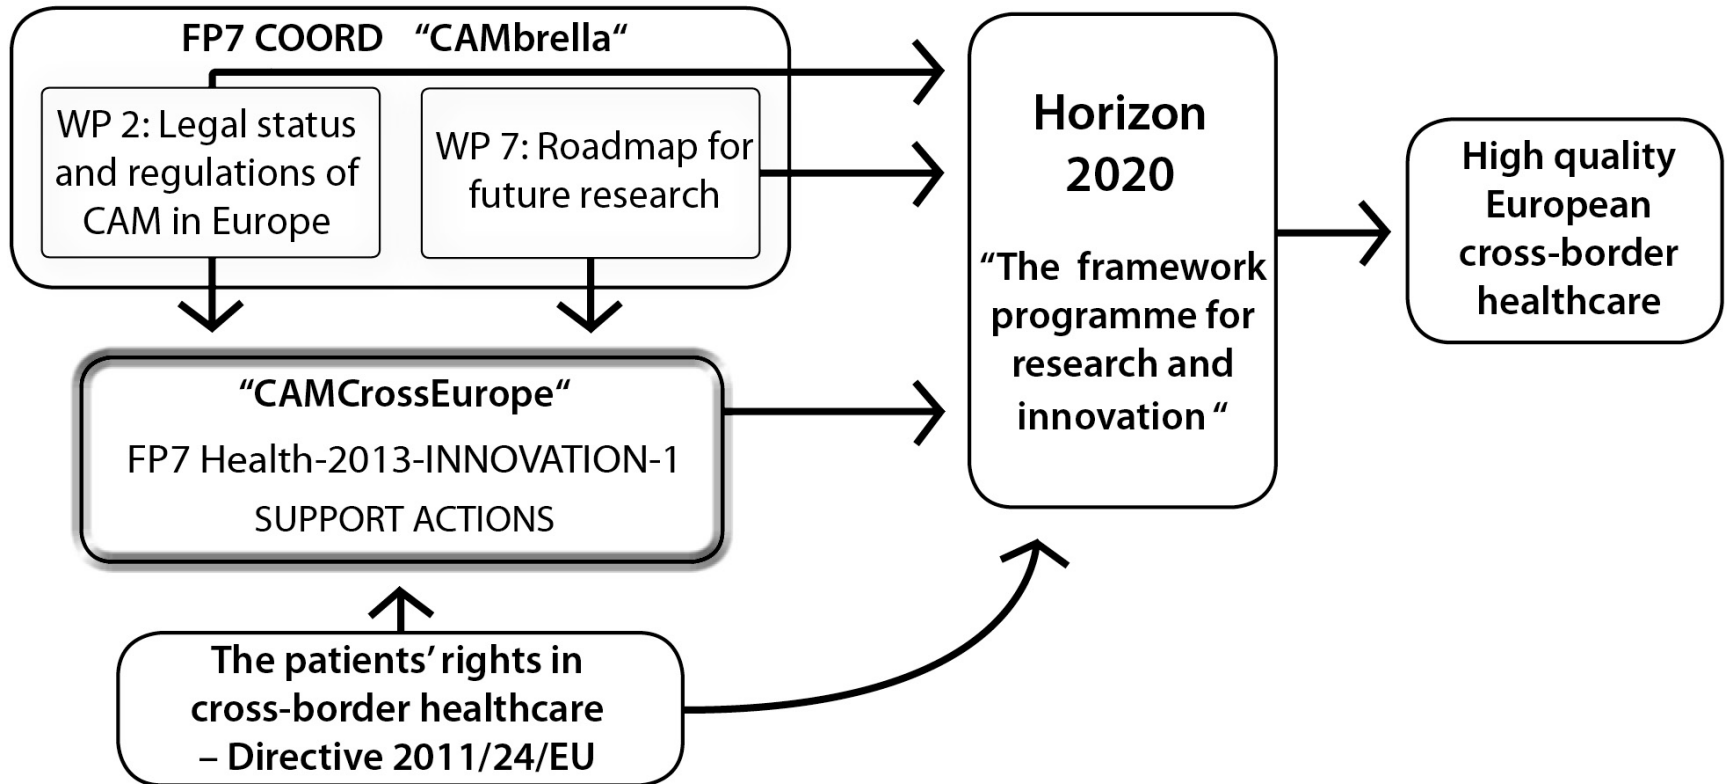 FP7 COORD “CAMbrella“
WP 2: Legal status
and regulations of
CAM in Europe
WP 7: Roadmap for
future research
“CAMCrossEurope“
FP7 Health-2013-INNOVATION-1
SUPPORT ACTIONS
The patients’ rights in
cross-border healthcare
– Directive 2011/24/EU
Horizon
2020
“The framework
programme for
research and
innovation “
High quality
European
cross-border
healthcare